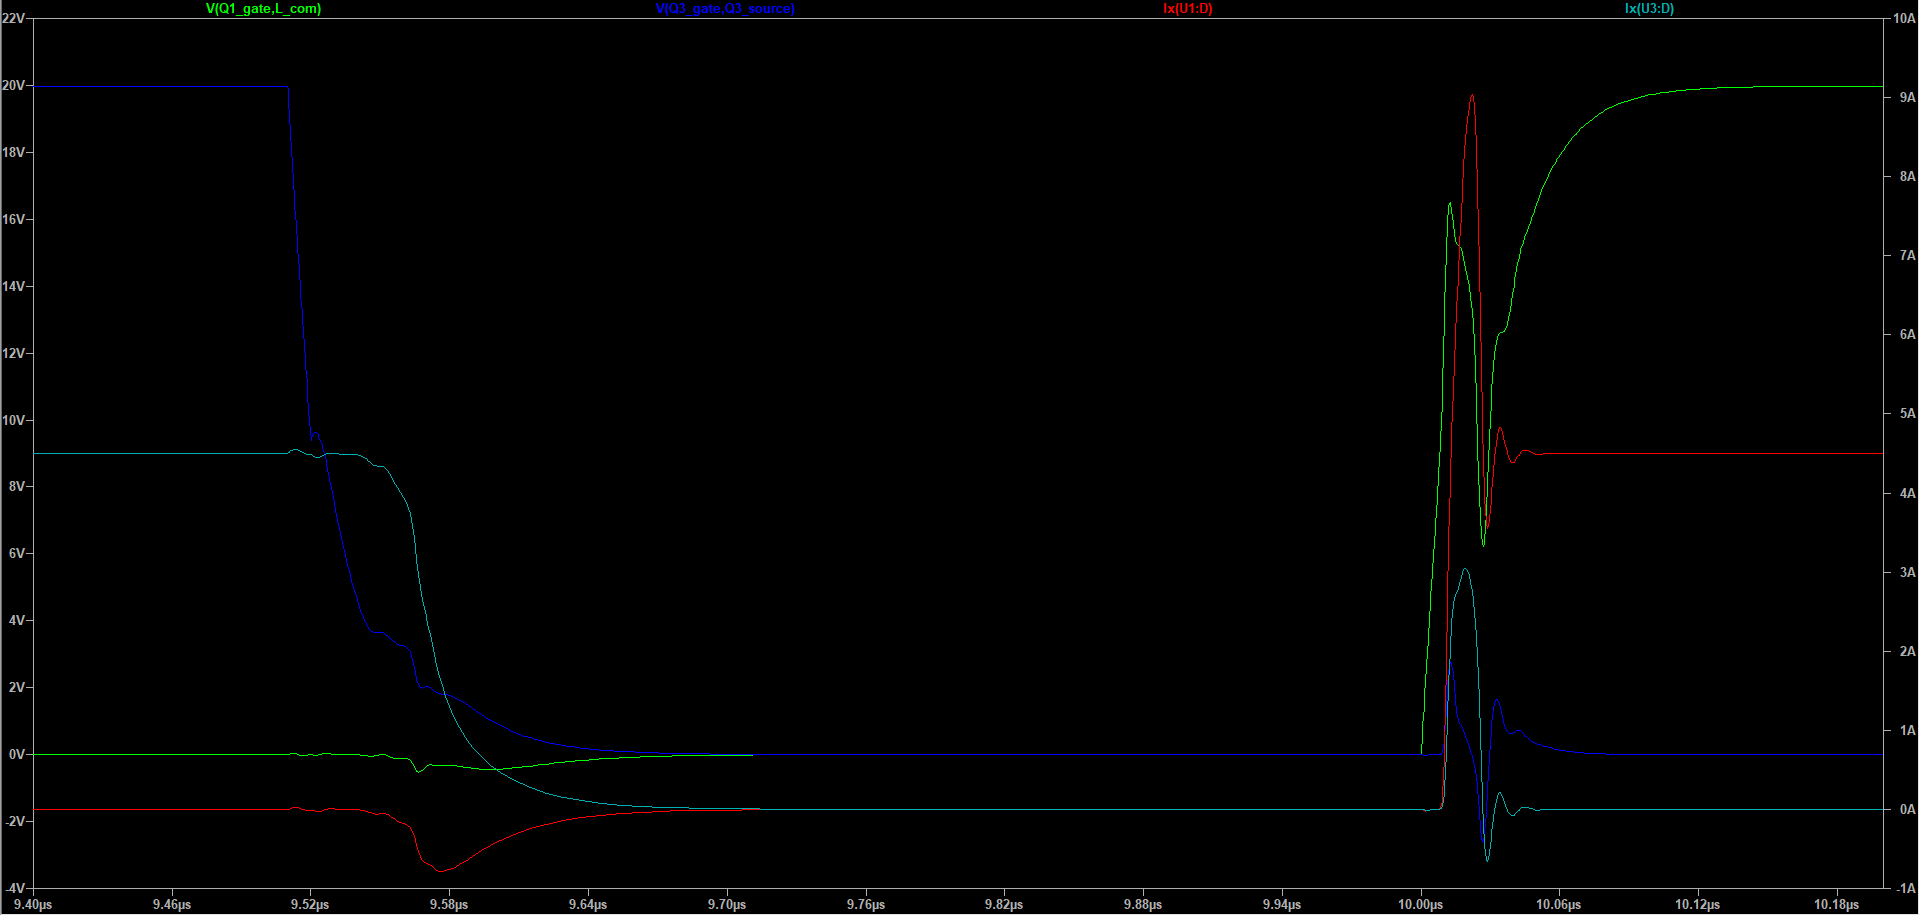 V(Q1_gate,L_com) V(Q3_gate,Q3_source) Ix(U1:D) Ix(U3:D)
22V 10A
20V
9A
18V
8A
16V
7A
14V
6A
12V
5A
10V
8V
4A
6V
3A
4V
2A
2V
1A
0V
0A
-2V
-4V -1A
9.40µs 9.46µs 9.52µs 9.58µs 9.64µs 9.70µs 9.76µs 9.82µs 9.88µs 9.94µs 10.00µs 10.06µs 10.12µs 10.18µs